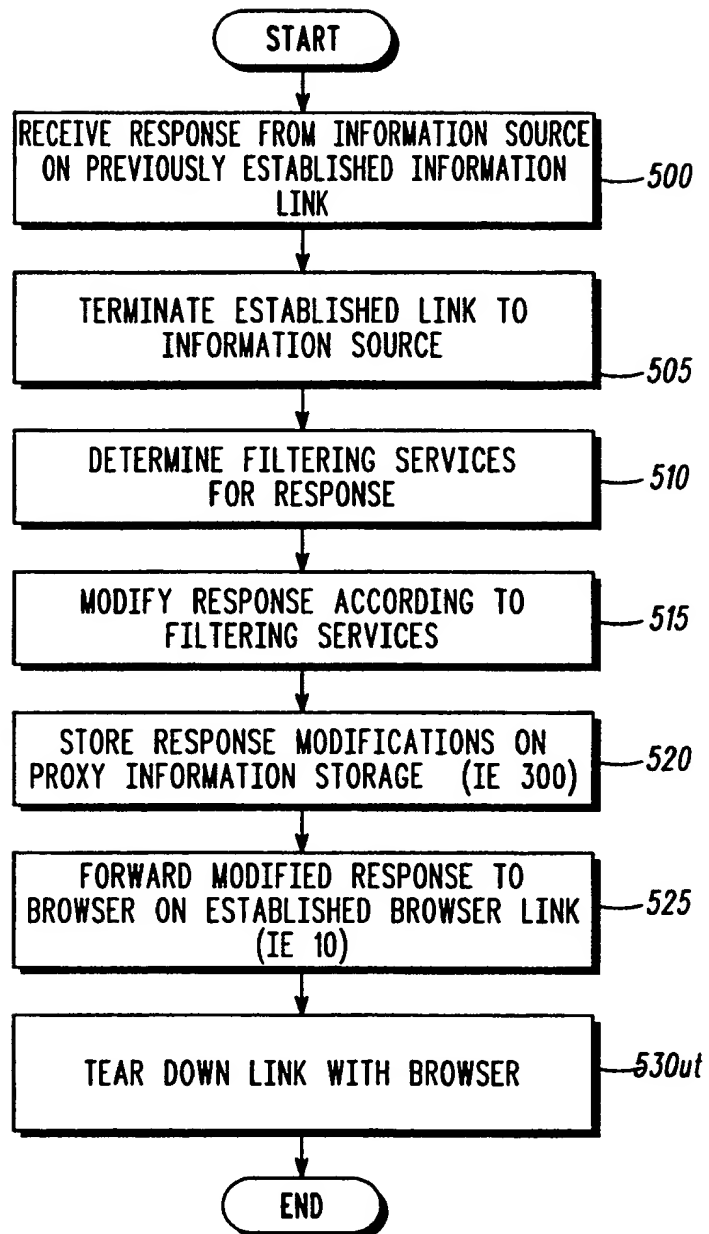 START
RECEIVE RESPONSE FROM INFORMATION SOURCE
ON PREVIOUSLY ESTABLISHED INFORMATION
LINK
500
TERMINATE ESTABLISHED LINK TO
INFORMATION SOURCE
505
DETERMINE FILTERING SERVICES
FOR RESPONSE
510
MODIFY RESPONSE ACCORDING TO
FILTERING SERVICES
515
STORE RESPONSE MODIFICATIONS ON
PROXY INFORMATION STORAGE (IE 300)
520
FORWARD MODIFIED RESPONSE TO
BROWSER ON ESTABLISHED BROWSER LINK
(IE 10)
525
TEAR DOWN LINK WITH BROWSER
530ut
END